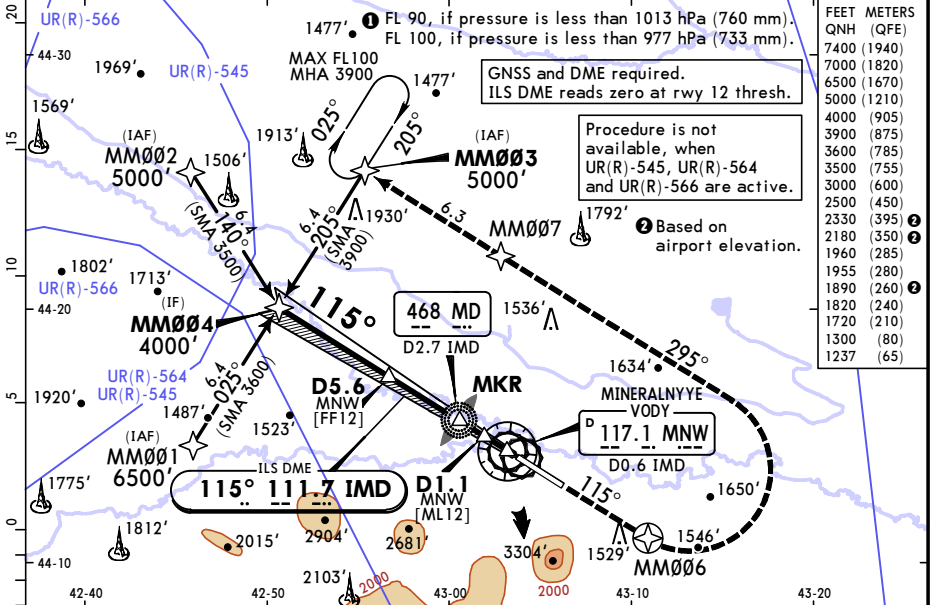 UR(R)-566
20
44-30
1969'
UR(R)-545
1569'
1477'
❶ FL 90, if pressure is less than 1013 hPa (760 mm).
FL 100, if pressure is less than 977 hPa (733 mm).
MAX FL100
MHA 3900
1477'
025°
205°
GNSS and DME required.
ILS DME reads zero at rwy 12 thresh.
Procedure is not
available, when
UR(R)-545, UR(R)-564
and UR(R)-566 are active.
15
(IAF)
MMØØ2
5000'
1506'
1913'
(IAF)
MMØØ3
5000'
6.4
140°
(SMA 3500)
6.4
205°
(SMA
3900)
1930'
6.3
MMØØ7
1792'
❷ Based on
airport elevation.
10
1802'
UR(R)-566
1713'
44-20
(IF)
MMØØ4
4000'
115°
468 MD
D2.7 IMD
1536'
295°
1634'
UR(R)-564
UR(R)-545
6.4
025°
(SMA 3600)
1920'
5
1487'
1523'
D5.6
MNW
[FF12]
MKR
MINERALNYYE
VODY
D 117.1 MNW
D0.6 IMD
(IAF)
MMØØ1
6500'
ILS DME
115° 111.7 IMD
D1.1
MNW
[ML12]
115°
1650'
1775'
0
1812'
2015'
2904'
2681'
3304'
1529'
1546'
MMØØ6
44-10
2103'
2000
2000
42-40
42-50
43-00
43-10
43-20
FEET METERS
QNH (QFE)
7400 (1940)
7000 (1820)
6500 (1670)
5000 (1210)
4000 (905)
3900 (875)
3600 (785)
3500 (755)
3000 (600)
2500 (450)
2330 (395) ❷
2180 (350) ❷
1960 (285)
1955 (280)
1890 (260) ❷
1820 (240)
1720 (210)
1300 (80)
1237 (65)